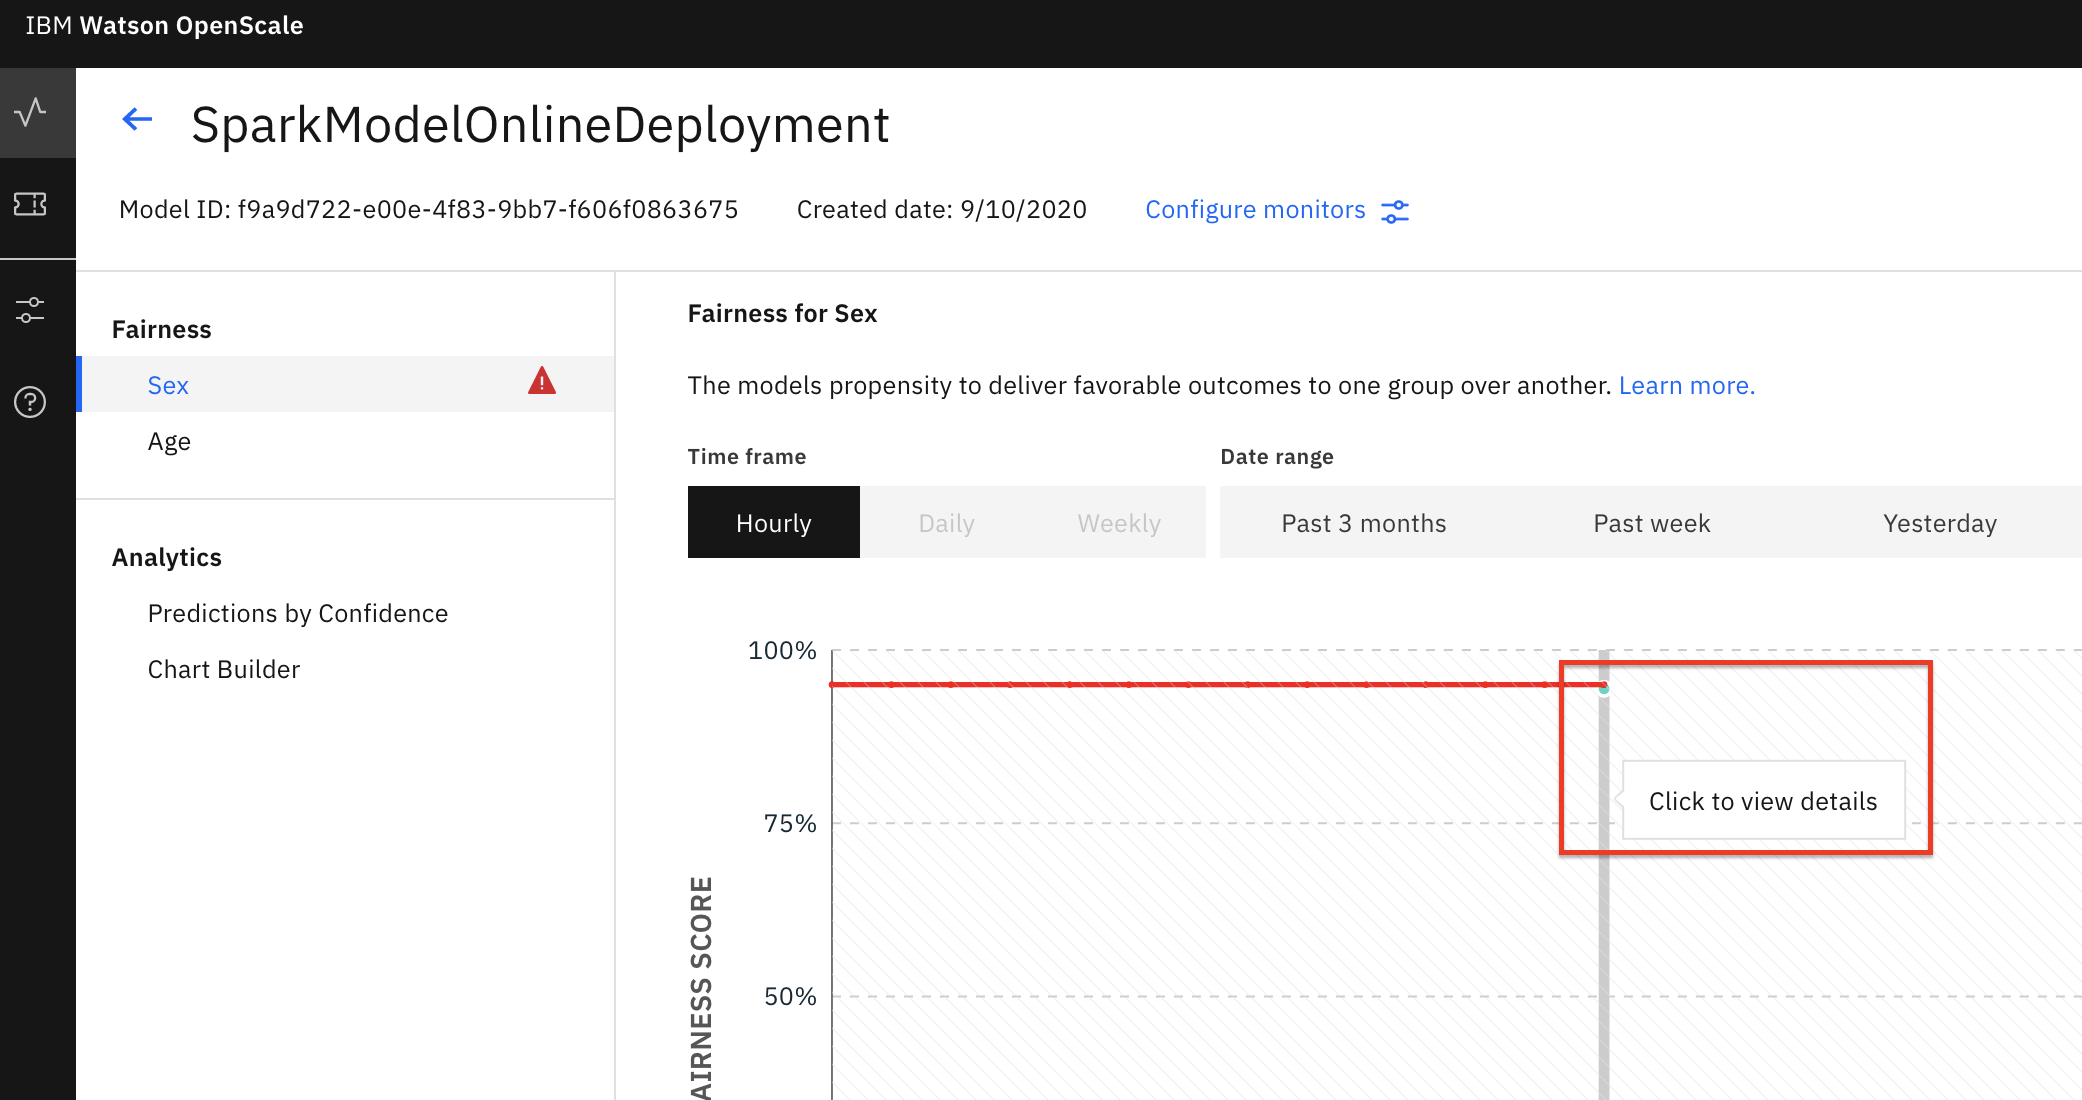 IBM Watson OpenScale
SparkModelOnlineDeployment
Model ID: f9a9d722-e00e-4f83-9bb7-f606f0863675
Created date: 9/10/2020
Configure monitors
Fairness
Sex
Age
Analytics
Predictions by Confidence
Chart Builder
Fairness for Sex
The models propensity to deliver favorable outcomes to one group over another. Learn more.
Time frame
Hourly
Daily
Weekly
Date range
Past 3 months
Past week
Yesterday
100%
75%
50%
AIRNESS SCORE
Click to view details